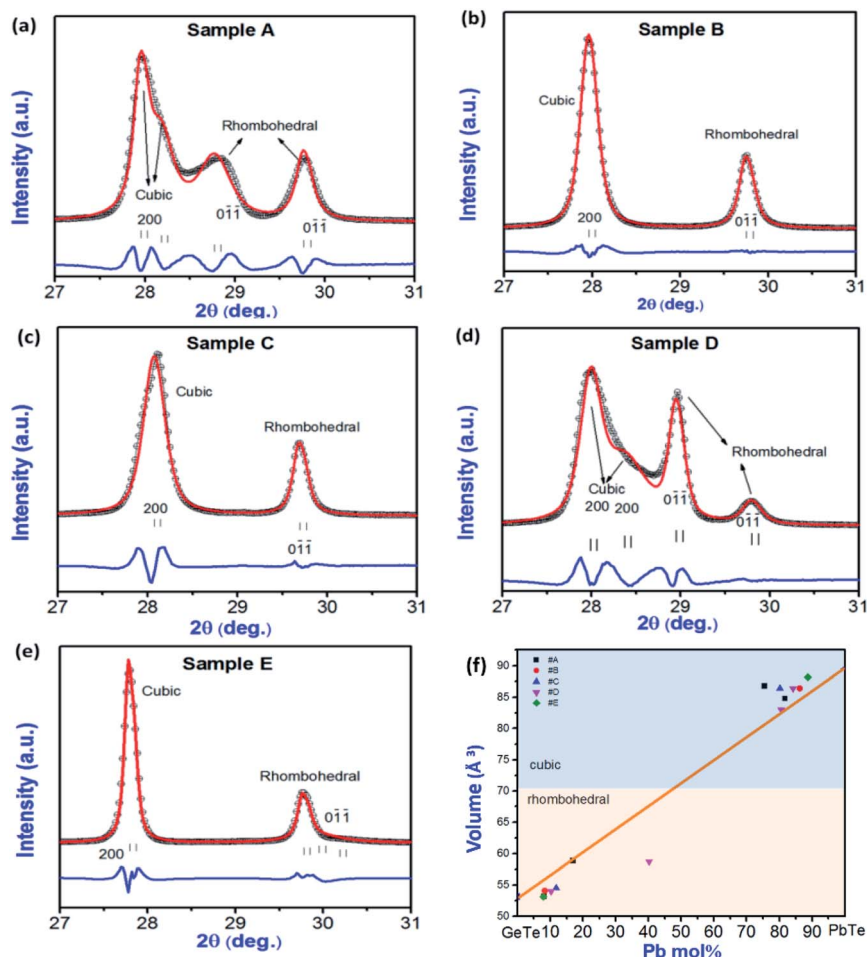 (a)
Sample A
Rhombohedral
Cubic
200
01̄1
01̄1
Intensity (a.u.)
27 28 29 30 31
2θ (deg.)
(b)
Sample B
Cubic
Rhombohedral
200
01̄1
Intensity (a.u.)
27 28 29 30 31
2θ (deg.)
(c)
Sample C
Cubic
Rhombohedral
200
01̄1̄
Intensity (a.u.)
27 28 29 30 31
2θ (deg.)
(d)
Sample D
Rhombohedral
Cubic
200 200
01̄1̄
01̄1̄
Intensity (a.u.)
27 28 29 30 31
2θ (deg.)
(e)
Sample E
Cubic
Rhombohedral
01̄1̄
200
Intensity (a.u.)
27 28 29 30 31
2θ (deg.)
(f)
#A
#B
#C
#D
#E
cubic
rhombohedral
Volume (Å³)
90
85
80
75
70
65
60
55
50
GeTe 10 20 30 40 50 60 70 80 90 PbTe
Pb mol%